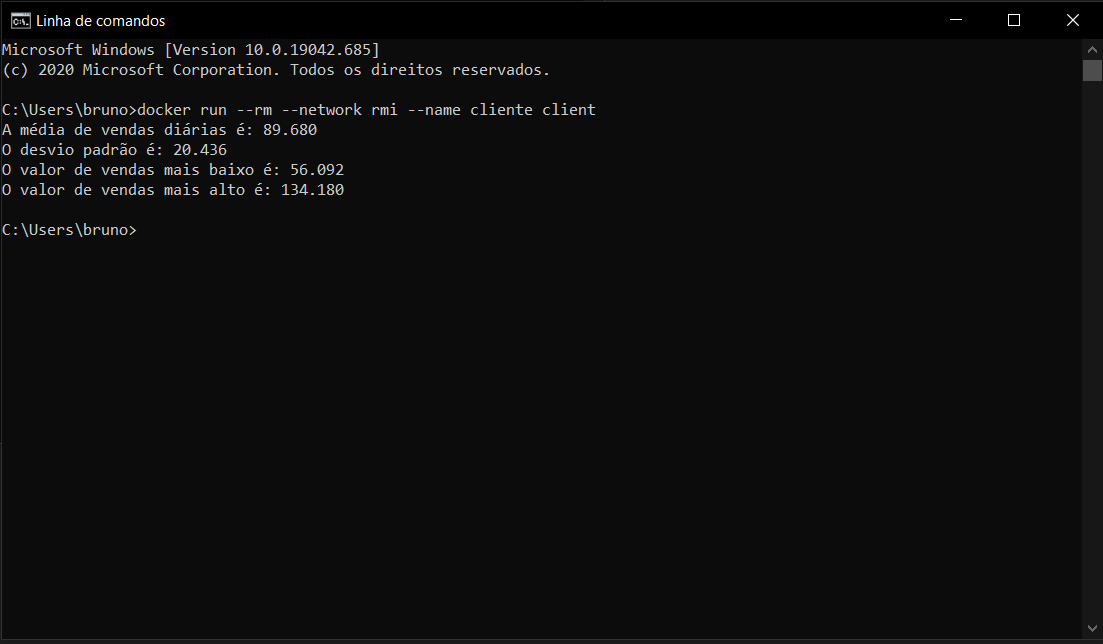 Linha de comandos
Microsoft Windows [Version 10.0.19042.685]
(c) 2020 Microsoft Corporation. Todos os direitos reservados.
C:\Users\bruno>docker run --rm --network rmi --name cliente client
A média de vendas diárias é: 89.680
O desvio padrão é: 20.436
O valor de vendas mais baixo é: 56.092
O valor de vendas mais alto é: 134.180
C:\Users\bruno>